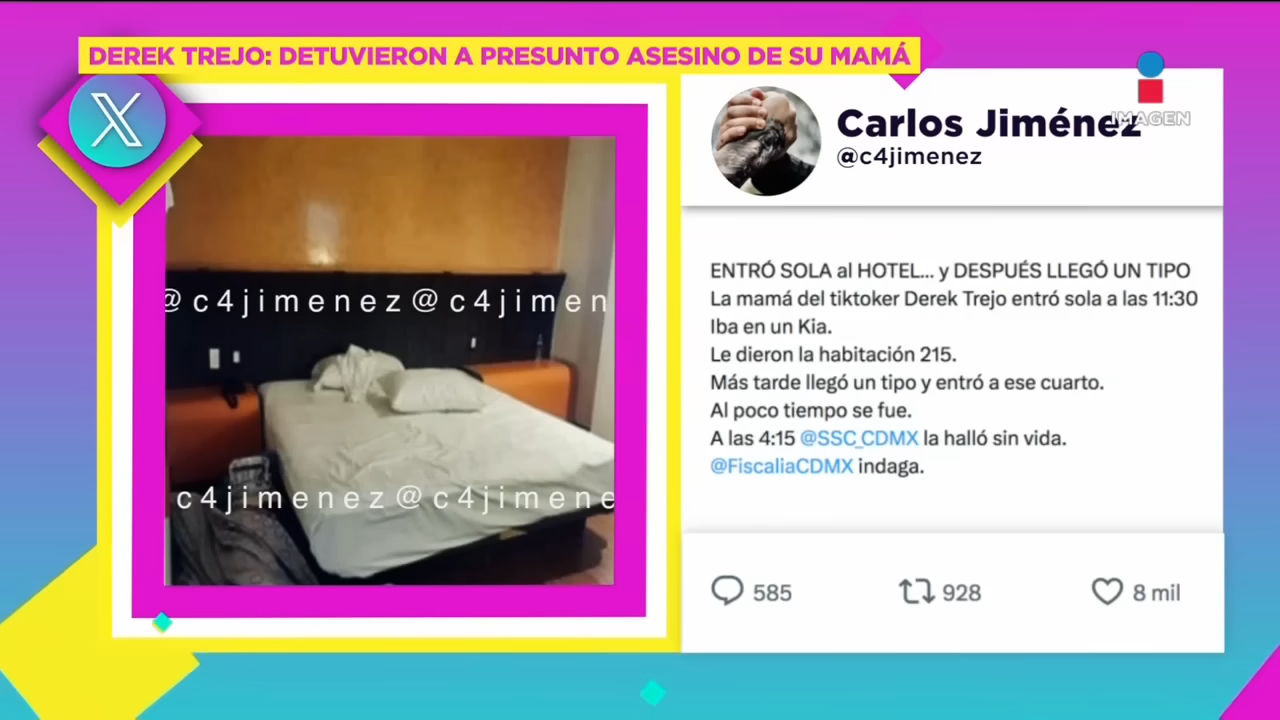 DEREK TREJO: DETUVIERON A PRESUNTO ASESINO DE SU MAMÁ
IMAGEN
Carlos Jiménez
@c4jimenez
@c4jimenez@c4jimen
c4jimenez@c4jimene
ENTRÓ SOLA al HOTEL... y DESPUÉS LLEGÓ UN TIPO
La mamá del tiktoker Derek Trejo entró sola a las 11:30
Iba en un Kia.
Le dieron la habitación 215.
Más tarde llegó un tipo y entró a ese cuarto.
Al poco tiempo se fue.
A las 4:15 @SSC_CDMX la halló sin vida.
@FiscaliaCDMX indaga.
585
928
8 mil